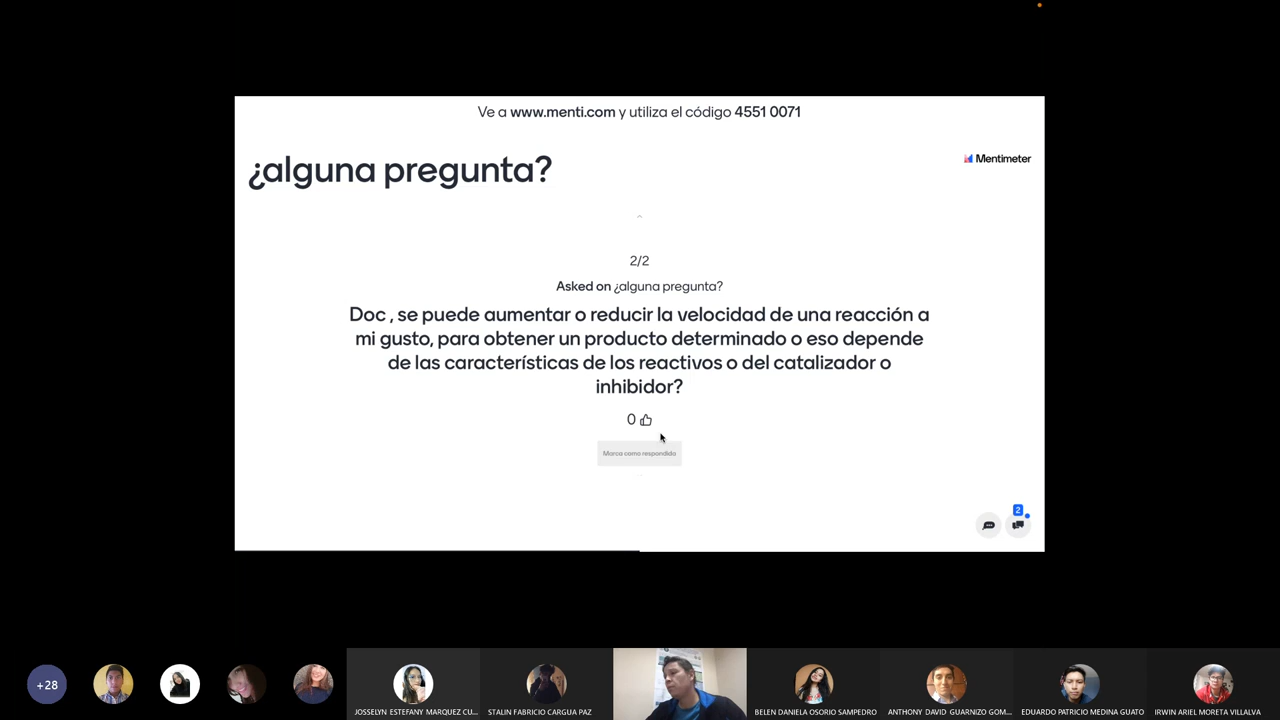 Ve a www.menti.com y utiliza el código 4551 0071
¿alguna pregunta?
Mentimeter
2/2
Asked on ¿alguna pregunta?
Doc , se puede aumentar o reducir la velocidad de una reacción a
mi gusto, para obtener un producto determinado o eso depende
de las características de los reactivos o del catalizador o
inhibidor?
0
Marca como respondida
2
+28
JOSSELYN ESTEFANY MARQUEZ CU...
STALIN FABRICIO CARGUA PAZ
BELEN DANIELA OSORIO SAMPEDRO
ANTHONY DAVID GUARNIZO GOM...
EDUARDO PATRICIO MEDINA GUATO
IRWIN ARIEL MORETA VILLALVA